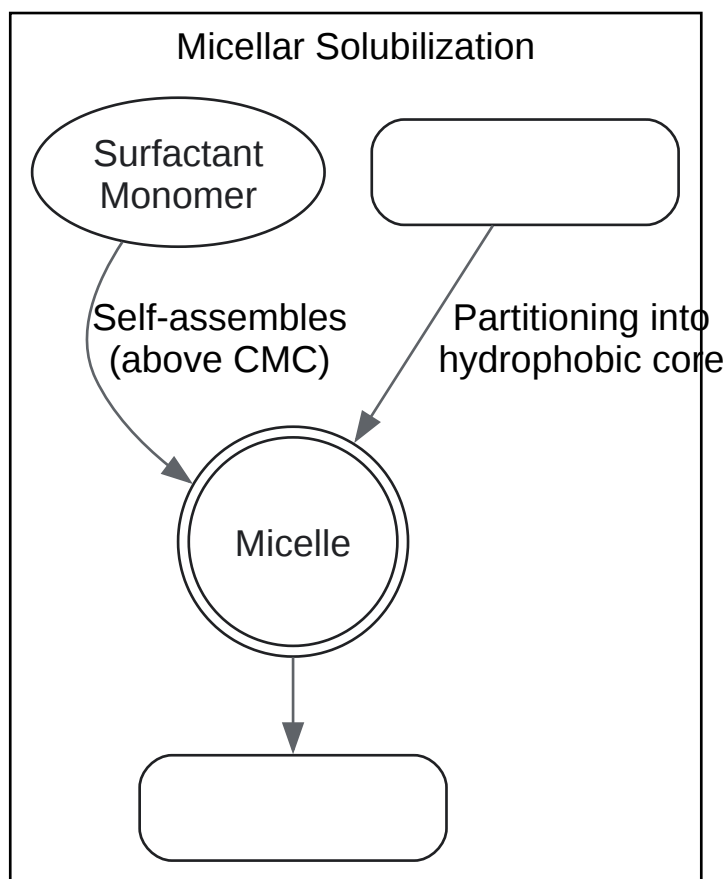 Micellar Solubilization
Surfactant
Monomer
Self-assembles
(above CMC)
Partitioning into
hydrophobic core
Micelle